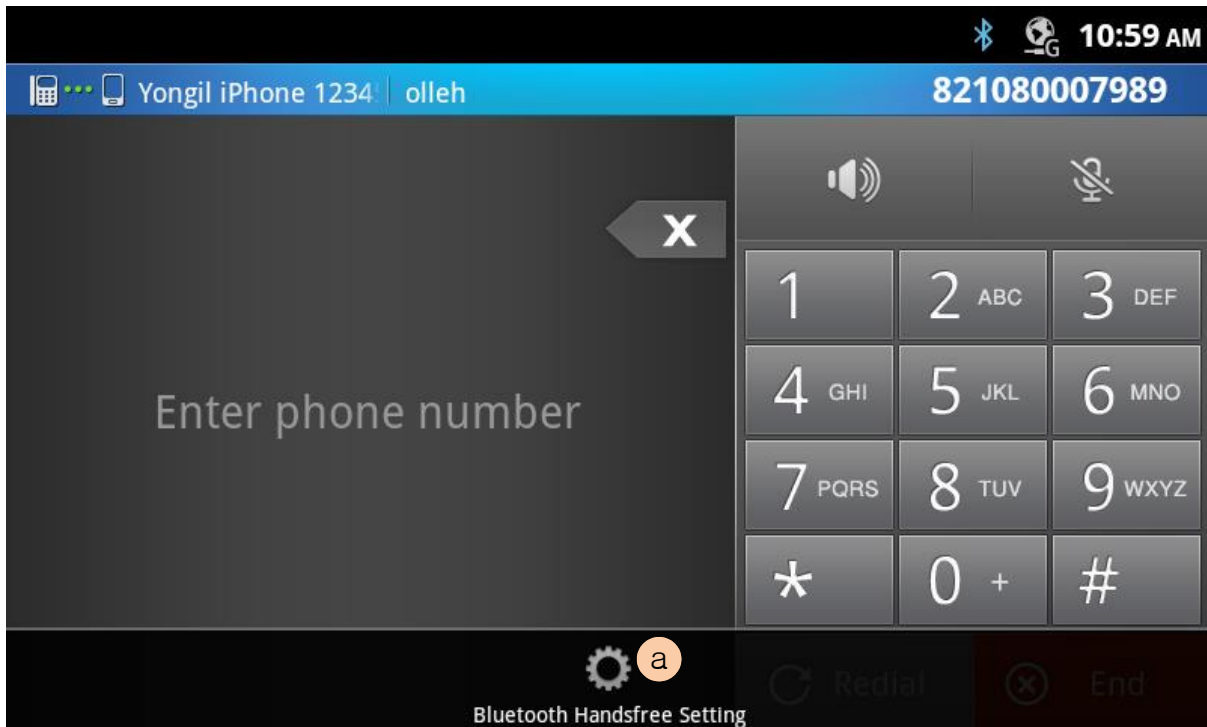 G 10:59 AM
Yongil iPhone 1234 olleh 821080007989
X
1 2 ABC 3 DEF
Enter phone number
4 GHI 5 JKL 6 MNO
7 PQRS 8 TUV 9 WXYZ
* 0 + #
a
Redial End
Bluetooth Handsfree Setting